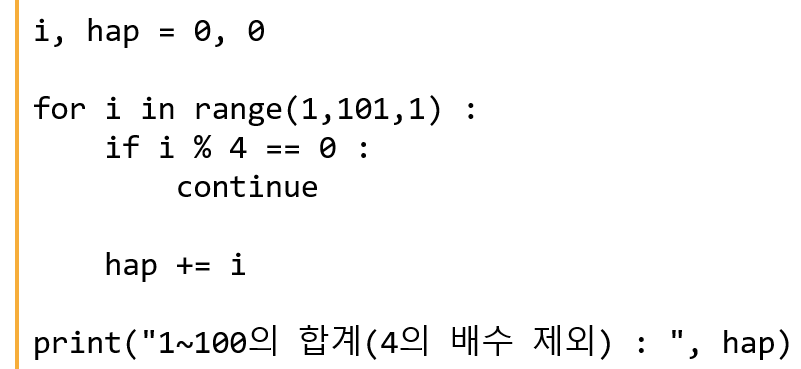 i, hap = 0, 0
for i in range(1,101,1) :
    if i % 4 == 0 :
        continue
    hap += i
print("1~100의 합계(4의 배수 제외) : ", hap)